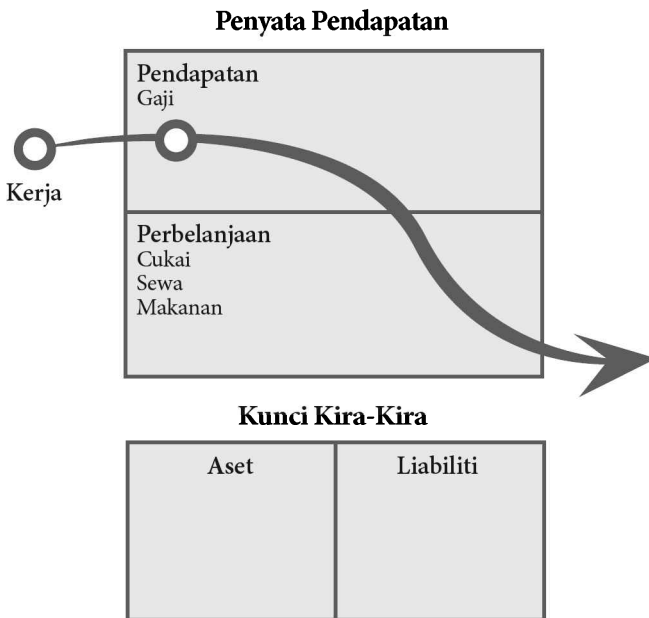 Penyata Pendapatan
Pendapatan
Gaji
Kerja
Perbelanjaan
Cukai
Sewa
Makanan
Kunci Kira-Kira
Aset
Liabiliti